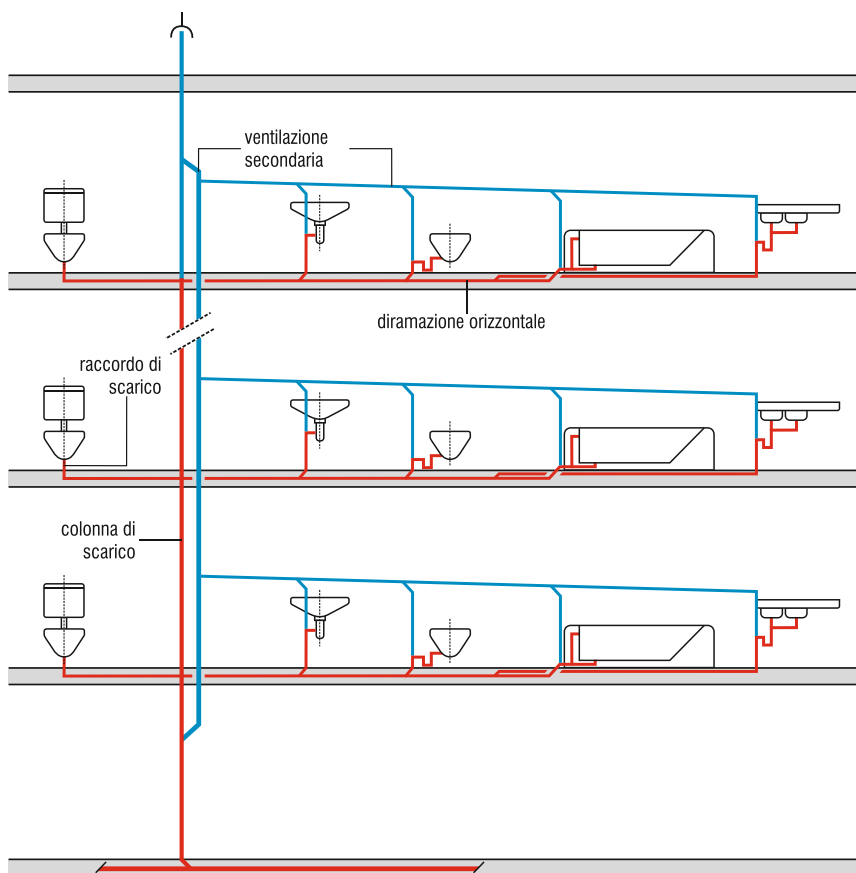 ventilazione
secondaria
diramazione orizzontale
raccordo di
scarico
colonna di
scarico